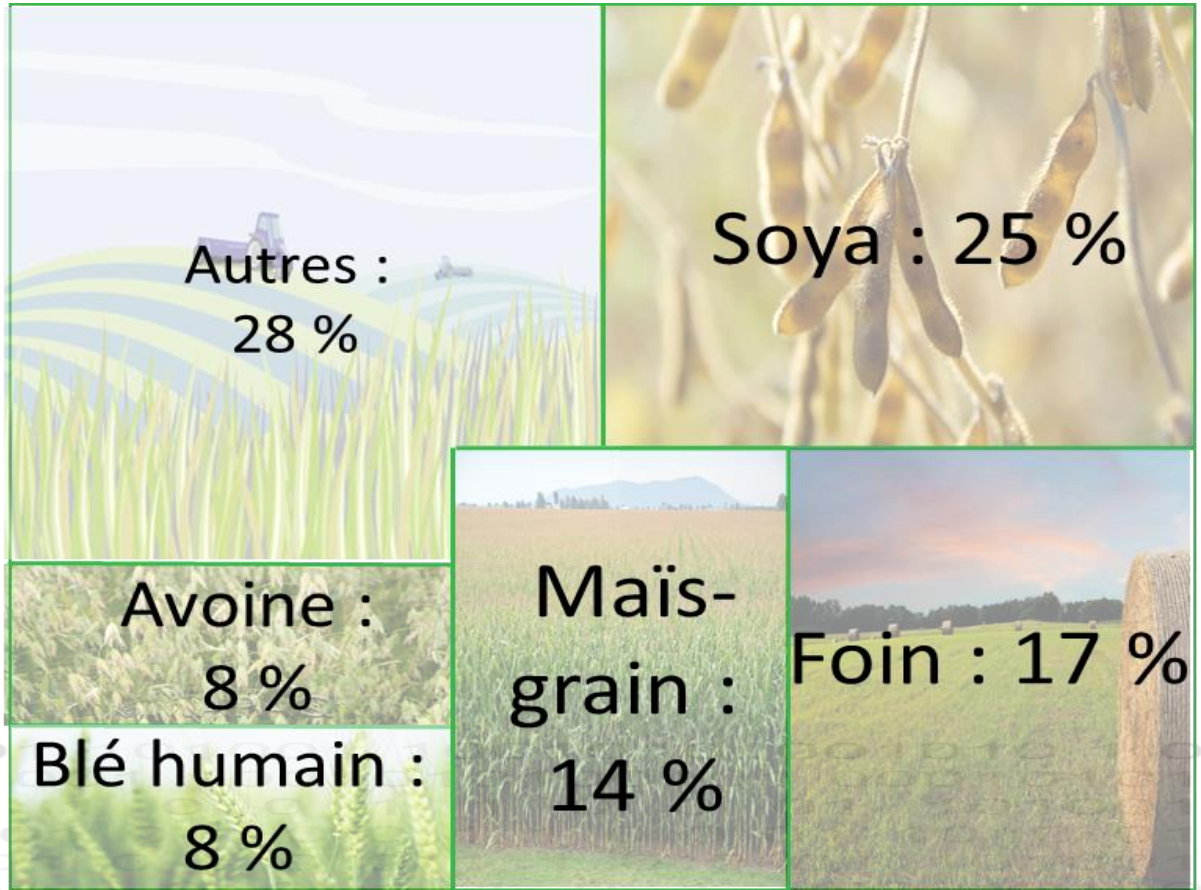 Autres :
28 %
Soya : 25 %
Avoine :
8 %
Blé humain :
8 %
Maïs-
grain :
14 %
Foin : 17 %